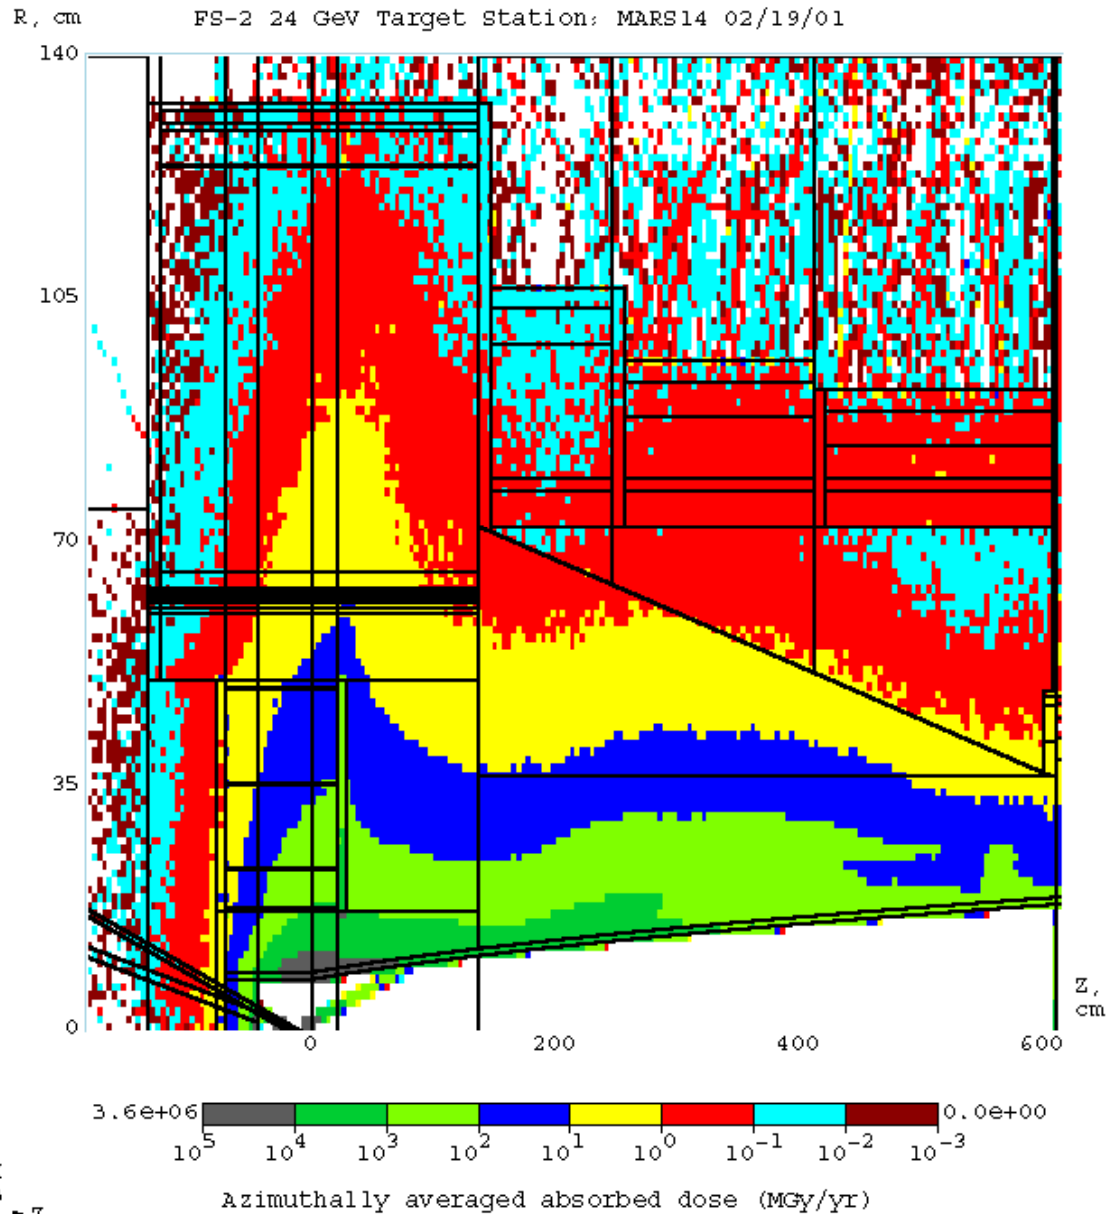 R, cm
FS-2 24 GeV Target Station; MARS14 02/19/01
140
105
70
35
0
Z, cm
0 200 400 600
3.6e+06 0.0e+00
10^5 10^4 10^3 10^2 10^1 10^0 10^-1 10^-2 10^-3
Azimuthally averaged absorbed dose (MGy/yr)
Z